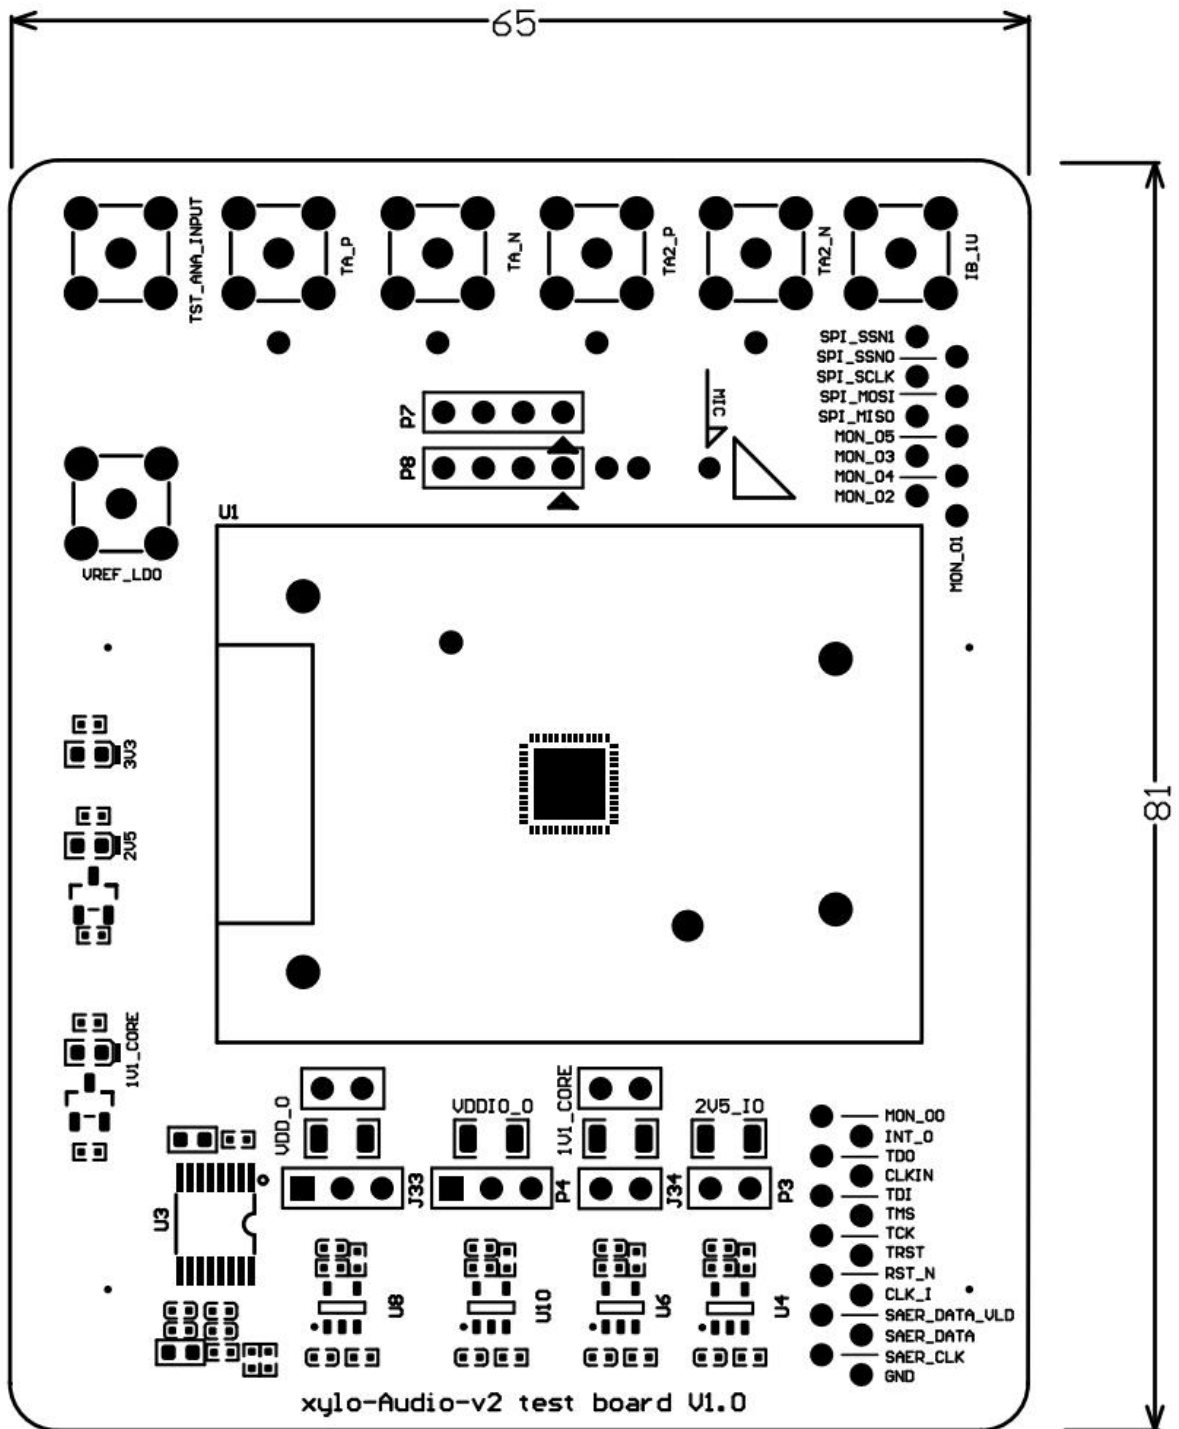 65
TST_ANA_INPUT
TA_P
TA_N
TA2_P
TA2_N
IB_1U
SPI_SSN1
SPI_SSN0
SPI_SCLK
SPI_MOSI
SPI_MISO
MON_05
MON_03
MON_04
MON_02
MON_01
MIC
P7
P8
U1
VREF_LDO
3V3
81
2V5
1V1_CORE
VDD_O
VDDIO_O
1V1_CORE
2V5_IO
J33
P4
J34
P3
U3
MON_00
INT_O
TDO
CLKIN
TDI
TMS
TCK
TRST
RST_N
CLK_I
SAER_DATA_VLD
SAER_DATA
SAER_CLK
GND
U8
U10
U6
U4
xylo-Audio-v2 test board V1.0